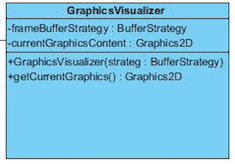 GraphicsVisualizer
-frameBufferStrategy : BufferStrategy
-currentGraphicsContent : Graphics2D
+GraphicsVisualizer(strateg : BufferStrategy)
+getCurrentGraphics() : Graphics2D